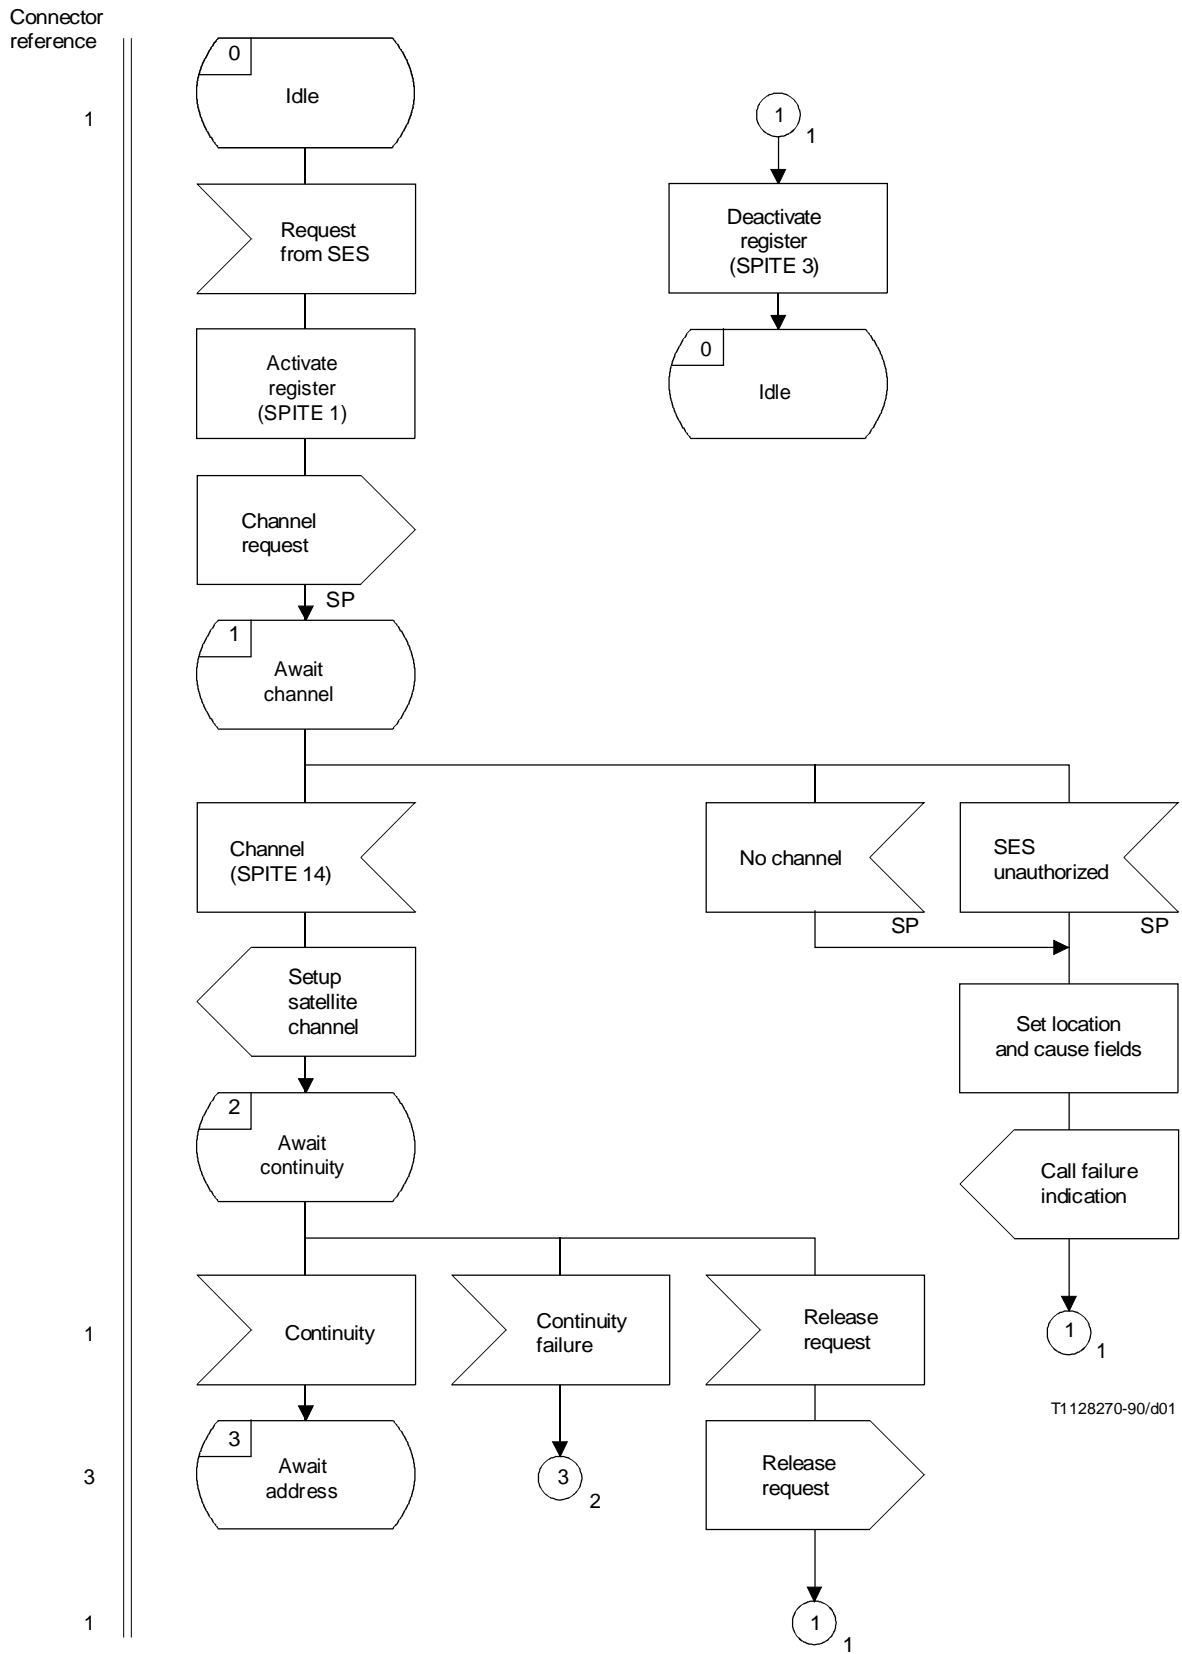 Connector
reference
0
Idle
1
1
1
Request
from SES
Deactivate
register
(SPITE 3)
Activate
register
(SPITE 1)
0
Idle
Channel
request
SP
1
Await
channel
Channel
(SPITE 14)
No channel
SES
unauthorized
SP
SP
Setup
satellite
channel
Set location
and cause fields
2
Await
continuity
Call failure
indication
1
Continuity
Continuity
failure
Release
request
1
1
T1128270-90/d01
3
3
Await
address
3
2
Release
request
1
1
1